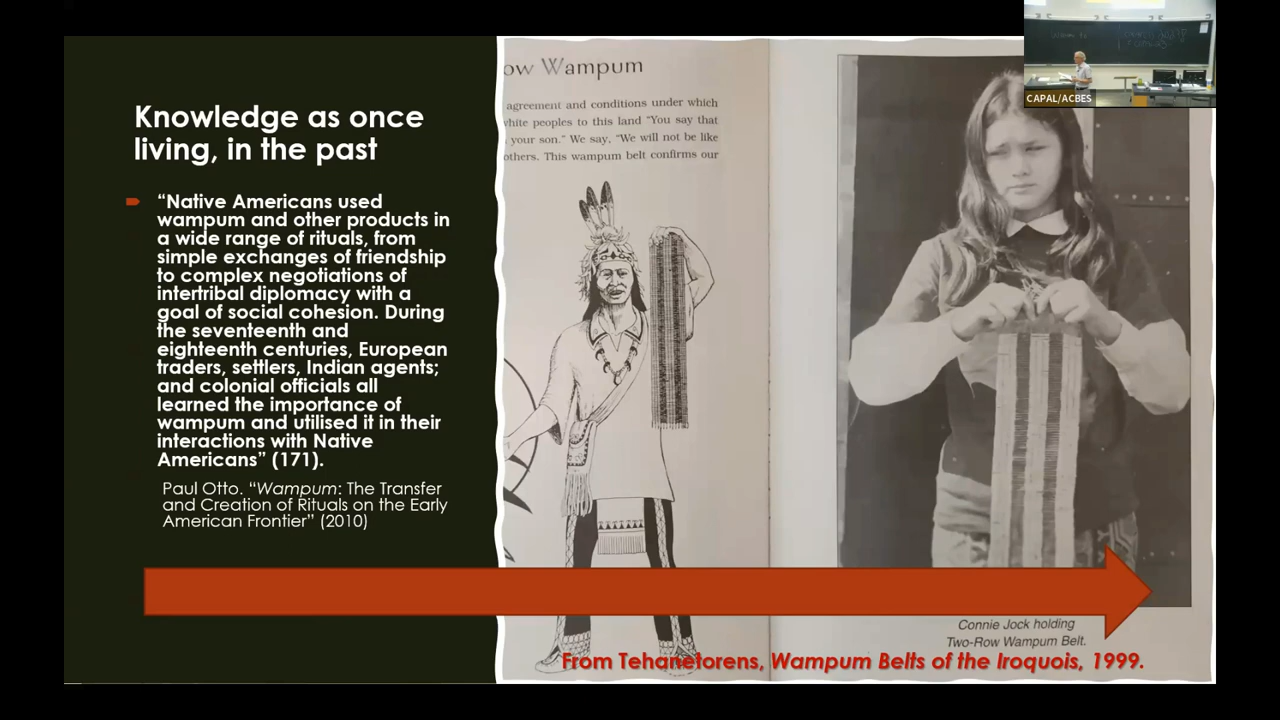 Knowledge as once
living, in the past
“Native Americans used
wampum and other products in
a wide range of rituals, from
simple exchanges of friendship
to complex negotiations of
intertribal diplomacy with a
goal of social cohesion. During
the seventeenth and
eighteenth centuries, European
traders, settlers, Indian agents;
and colonial officials all
learned the importance of
wampum and utilised it in their
interactions with Native
Americans” (171).
Paul Otto. “Wampum: The Transfer
and Creation of Rituals on the Early
American Frontier” (2010)
ow Wampum
agreement and conditions under which
white peoples to this land "You say that
your son." We say, "We will not be like
others. This wampum belt confirms our
Connie Jock holding
Two-Row Wampum Belt.
From Tehanetorens, Wampum Belts of the Iroquois, 1999.
CAPAL/ACBES